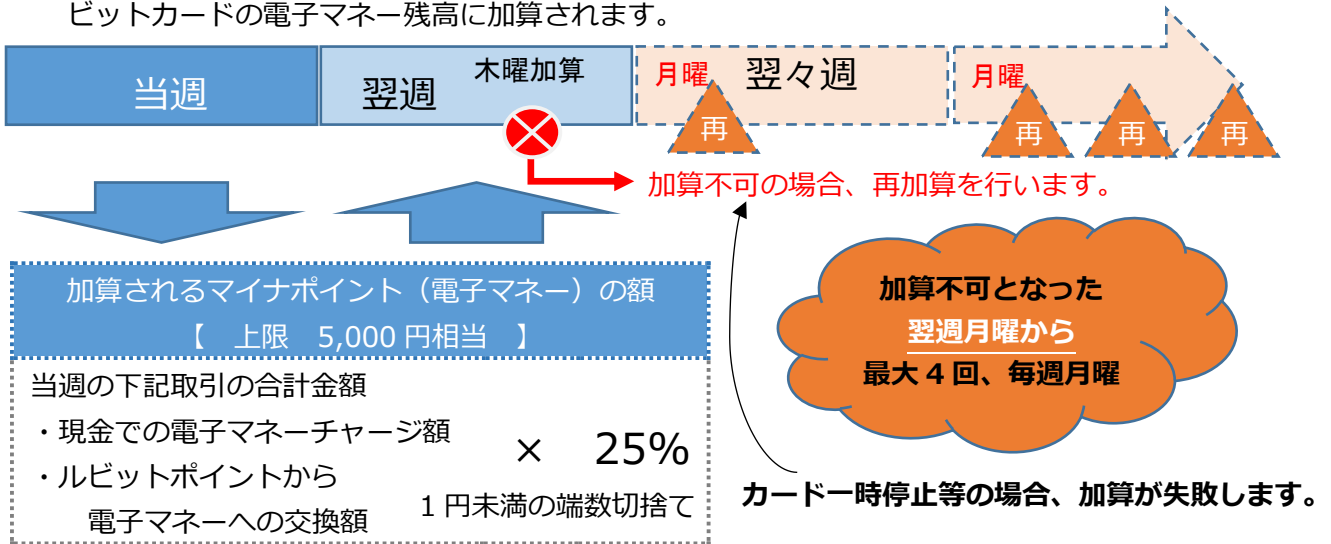 ビットカードの電子マネー残高に加算されます。
当週
翌週
木曜加算
月曜
翌々週
月曜
再
再
再
再
加算不可の場合、再加算を行います。
加算されるマイナポイント（電子マネー）の額
【　上限　5,000 円相当　】
当週の下記取引の合計金額
・現金での電子マネーチャージ額
・ルビットポイントから
電子マネーへの交換額
×　25%
1 円未満の端数切捨て
加算不可となった
翌週月曜から
最大 4 回、毎週月曜
カード一時停止等の場合、加算が失敗します。